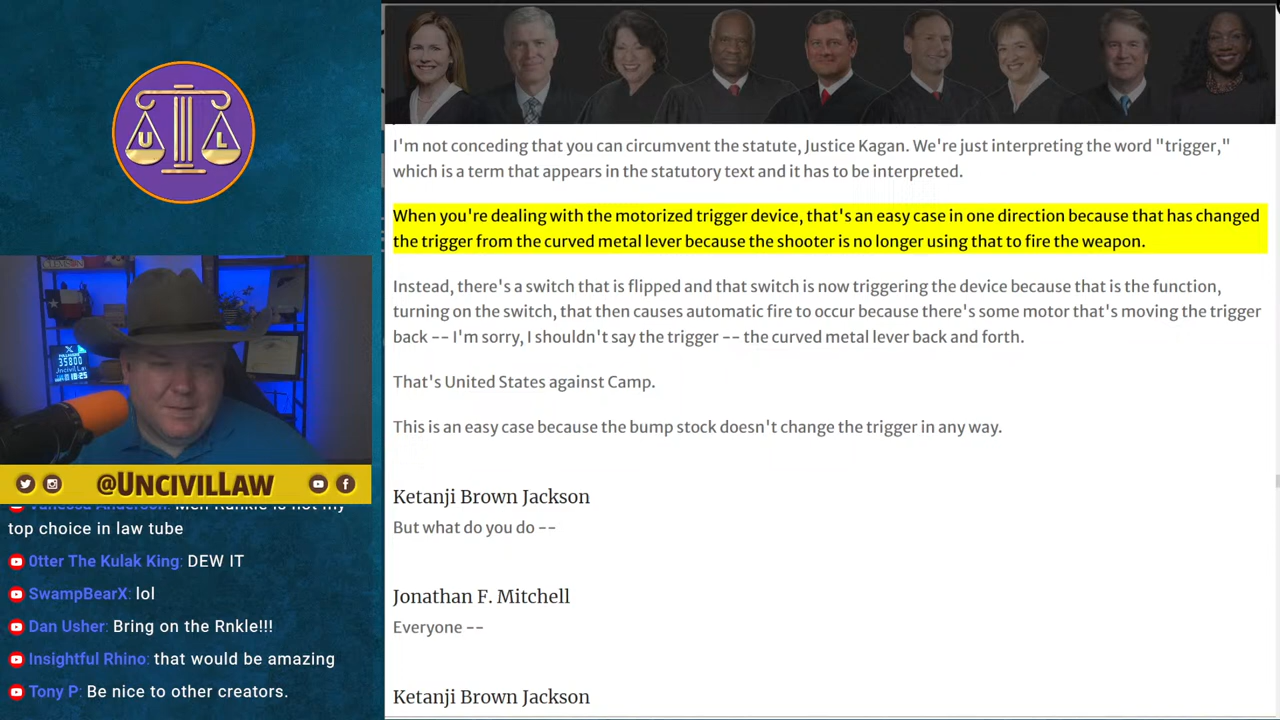 U L
I'm not conceding that you can circumvent the statute, Justice Kagan. We're just interpreting the word "trigger,"
which is a term that appears in the statutory text and it has to be interpreted.
When you're dealing with the motorized trigger device, that's an easy case in one direction because that has changed
the trigger from the curved metal lever because the shooter is no longer using that to fire the weapon.
Instead, there's a switch that is flipped and that switch is now triggering the device because that is the function,
turning on the switch, that then causes automatic fire to occur because there's some motor that's moving the trigger
back -- I'm sorry, I shouldn't say the trigger -- the curved metal lever back and forth.
That's United States against Camp.
This is an easy case because the bump stock doesn't change the trigger in any way.
Ketanji Brown Jackson
But what do you do --
Jonathan F. Mitchell
Everyone --
Ketanji Brown Jackson
35800
18:25
@UNCIVILLAW
top choice in law tube
0tter The Kulak King: DEW IT
SwampBearX: lol
Dan Usher: Bring on the Rnkle!!!
Insightful Rhino: that would be amazing
Tony P: Be nice to other creators.